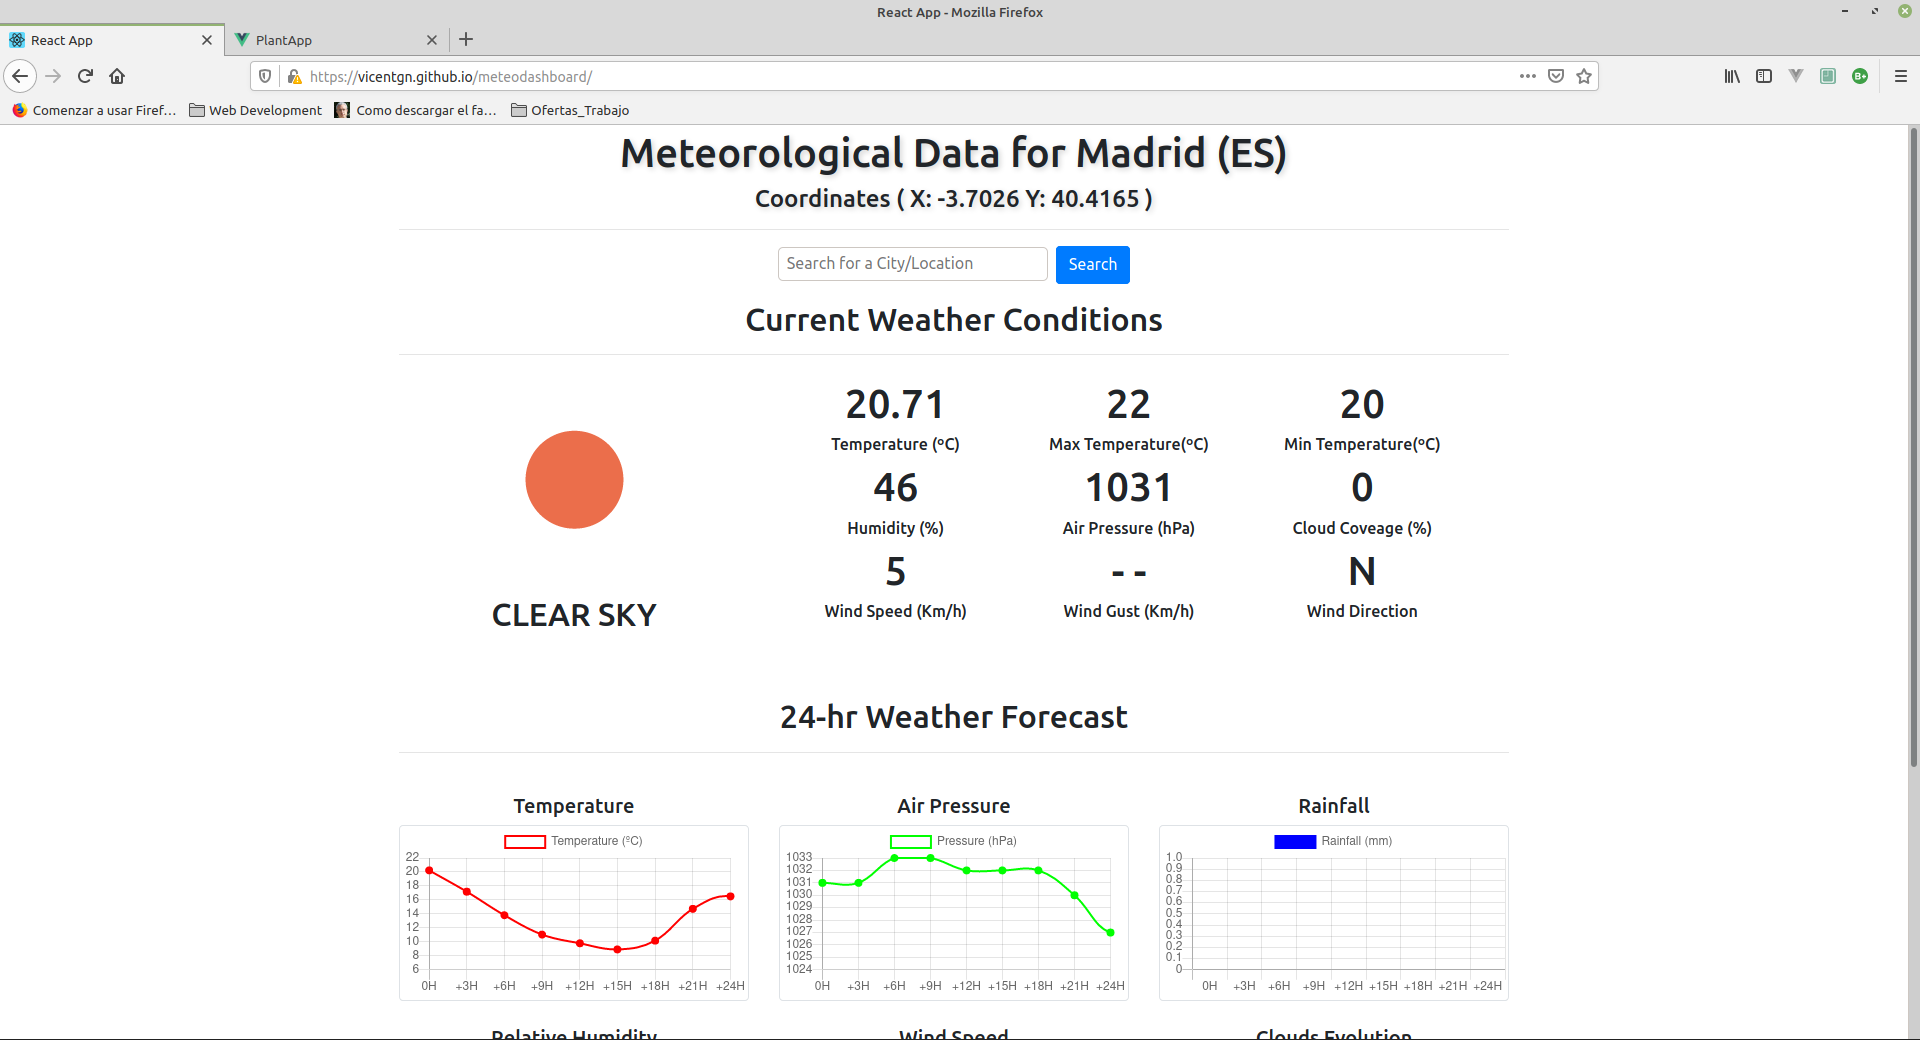 React App - Mozilla Firefox
React App
PlantApp
https://vicentgn.github.io/meteodashboard/
Comenzar a usar Firef…
Web Development
Como descargar el fa…
Ofertas_Trabajo
Meteorological Data for Madrid (ES)
Coordinates ( X: -3.7026 Y: 40.4165 )
Search for a City/Location
Search
Current Weather Conditions
20.71
Temperature (ºC)
22
Max Temperature(ºC)
20
Min Temperature(ºC)
46
Humidity (%)
1031
Air Pressure (hPa)
0
Cloud Coveage (%)
5
Wind Speed (Km/h)
- -
Wind Gust (Km/h)
N
Wind Direction
CLEAR SKY
24-hr Weather Forecast
Temperature
Temperature (ºC)
22
20
18
16
14
12
10
8
6
0H +3H +6H +9H +12H +15H +18H +21H +24H
Air Pressure
Pressure (hPa)
1033
1032
1031
1030
1029
1028
1027
1026
1025
1024
0H +3H +6H +9H +12H +15H +18H +21H +24H
Rainfall
Rainfall (mm)
1.0
0.9
0.8
0.7
0.6
0.5
0.4
0.3
0.2
0.1
0
0H +3H +6H +9H +12H +15H +18H +21H +24H
Relative Humidity
Wind Speed
Clouds Evolution